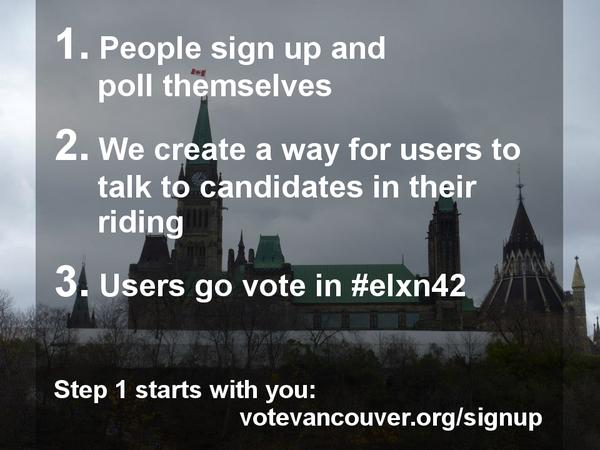 1. People sign up and
poll themselves
2. We create a way for users to
talk to candidates in their
riding
3. Users go vote in #elxn42
Step 1 starts with you:
votevancouver.org/signup